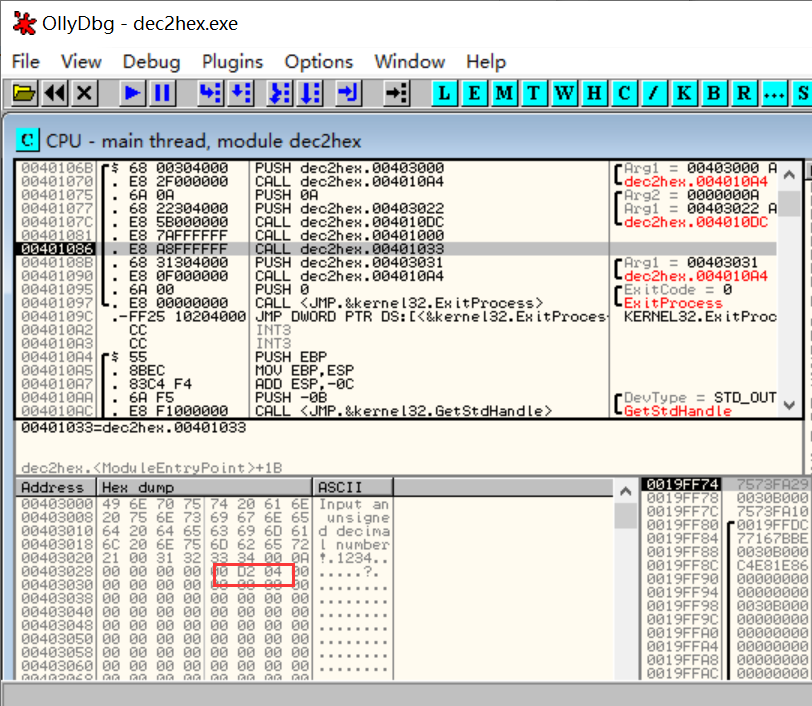 OllyDbg - dec2hex.exe
File View Debug Plugins Options Window Help
L E M T W H C / K B R ... S
C CPU - main thread, module dec2hex
0040106B $ 68 00304000 PUSH dec2hex.00403000 Arg1 = 00403000 A
00401070 . E8 2F000000 CALL dec2hex.004010A4 dec2hex.004010A4
00401075 . 6A 0A PUSH 0A Arg2 = 0000000A
00401077 . 68 22304000 PUSH dec2hex.00403022 Arg1 = 00403022 A
0040107C . E8 5B000000 CALL dec2hex.004010DC dec2hex.004010DC
00401081 . E8 7AFFFFFF CALL dec2hex.00401000
00401086 . E8 A8FFFFFF CALL dec2hex.00401033
0040108B . 68 31304000 PUSH dec2hex.00403031 Arg1 = 00403031
00401090 . E8 0F000000 CALL dec2hex.004010A4 dec2hex.004010A4
00401095 . 6A 00 PUSH 0 ExitCode = 0
00401097 . E8 00000000 CALL <JMP.&kernel32.ExitProcess> ExitProcess
0040109C .-FF25 10204000 JMP DWORD PTR DS:[<&kernel32.ExitProces KERNEL32.ExitProc
004010A2 CC INT3
004010A3 CC INT3
004010A4 $ 55 PUSH EBP
004010A5 . 8BEC MOV EBP,ESP
004010A7 . 83C4 F4 ADD ESP,-0C
004010AA . 6A F5 PUSH -0B DevType = STD_OUT
004010AC . E8 F1000000 CALL <JMP.&kernel32.GetStdHandle> GetStdHandle
00401033=dec2hex.00401033
dec2hex.<ModuleEntryPoint>+1B
Address Hex dump ASCII
00403000 49 6E 70 75 74 20 61 6E Input an
00403008 20 75 6E 73 69 67 6E 65  unsigne
00403010 64 20 64 65 63 69 6D 61 d decima
00403018 6C 20 6E 75 6D 62 65 72 l number
00403020 21 00 31 32 33 34 00 0A !.1234..
00403028 00 00 00 00 00 D2 04 00 .....?.
00403030 00 00 00 00 00 00 00 00 ........
00403038 00 00 00 00 00 00 00 00 ........
00403040 00 00 00 00 00 00 00 00 ........
00403048 00 00 00 00 00 00 00 00 ........
00403050 00 00 00 00 00 00 00 00 ........
00403058 00 00 00 00 00 00 00 00 ........
00403060 00 00 00 00 00 00 00 00 ........
00403068 00 00 00 00 00 00 00 00
0019FF74 7573FA29
0019FF78 0030B000
0019FF7C 7573FA10
0019FF80 0019FFDC
0019FF84 77167BBE
0019FF88 0030B000
0019FF8C C4E81E86
0019FF90 00000000
0019FF94 00000000
0019FF98 0030B000
0019FF9C 00000000
0019FFA0 00000000
0019FFA4 00000000
0019FFA8 00000000
0019FFAC 00000000